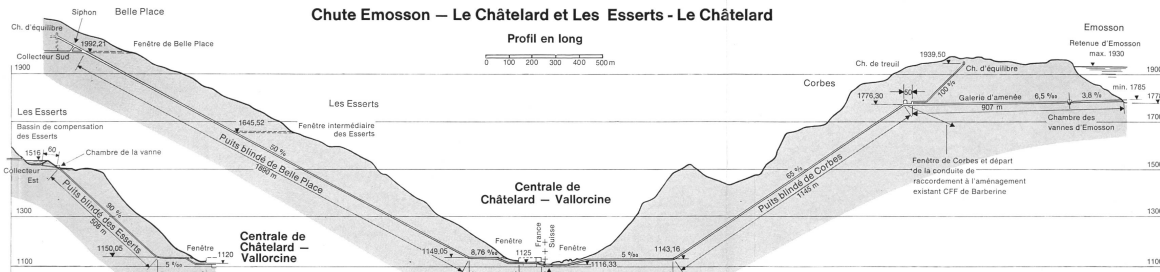 Chute Emosson — Le Châtelard et Les Esserts - Le Châtelard
Profil en long
0 100 200 300 400 500m
Siphon
Belle Place
Ch. d'équilibre
1992,21
Fenêtre de Belle Place
Collecteur Sud
1900
Les Esserts
1645,52
Fenêtre intermédiaire
des Esserts
50 %
Puits blindé de Belle Place
1890 m
1700
Les Esserts
Bassin de compensation
des Esserts
1516
60
Chambre de la vanne
Collecteur
Est
1500
90 %
Puits blindé des Esserts
508 m
1300
1150,05
5 ‰
Fenêtre
1120
1100
Centrale de
Châtelard —
Vallorcine
1149,05
8,76 ‰
Fenêtre
1125
France
Suisse
Fenêtre
1116,33
5 ‰
1143,16
Centrale de
Châtelard - Vallorcine
65 %
Puits blindé de Corbes
1145 m
Corbes
1776,30
50
Ch. de treuil
1939,50
Ch. d'équilibre
100 %
Galerie d'amenée
6,5 ‰
3,8 %
907 m
Emosson
Retenue d'Emosson
max. 1930
1900
min. 1785
1700
Chambre des
vannes d'Emosson
Fenêtre de Corbes et départ
de la conduite de
raccordement à l'aménagement
existant CFF de Barberine
1500
1300
1100